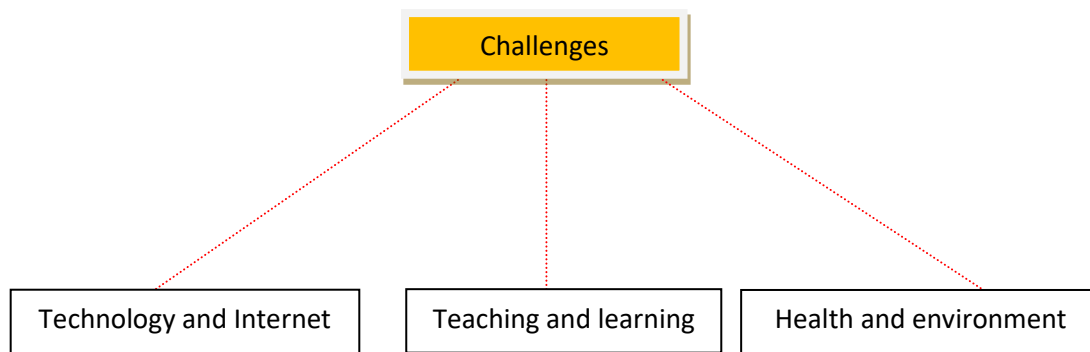 Challenges
Technology and Internet
Teaching and learning
Health and environment